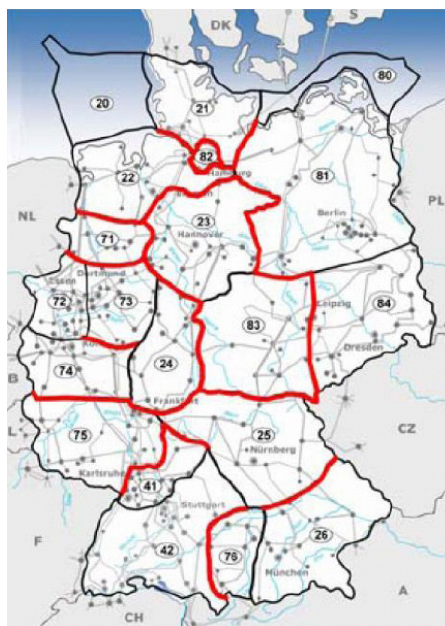 DK
S
20
21
80
82
Hamburg
22
81
NL
23
PL
71
Hannover
Berlin
Dortmund
Essen
72
73
Leipzig
84
83
Dresden
24
74
B
Frankfurt
75
25
L
CZ
Nürnberg
Karlsruhe
41
Stuttgart
F
42
76
26
München
A
CH